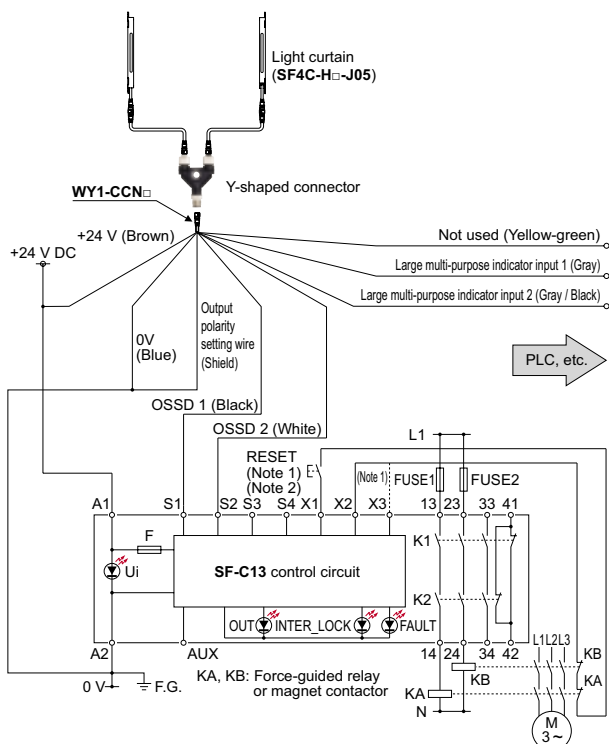 Light curtain
(SF4C-H□-J05)
WY1-CCN□
Y-shaped connector
+24 V (Brown)
+24 V DC
Not used (Yellow-green)
Large multi-purpose indicator input 1 (Gray)
Large multi-purpose indicator input 2 (Gray / Black)
0V
(Blue)
Output
polarity
setting wire
(Shield)
PLC, etc.
OSSD 1 (Black)
OSSD 2 (White)
L1
RESET
(Note 1)
(Note 2)
(Note 1)
FUSE1
FUSE2
A1
S1
S2
S3
S4
X1
X2
X3
13
23
33
41
F
Ui
SF-C13 control circuit
K1
K2
OUT
INTER_LOCK
FAULT
A2
AUX
14
24
34
42
L1
L2
L3
KB
KA
KB
KA
0 V
F.G.
KA, KB: Force-guided relay
or magnet contactor
N
M
3~